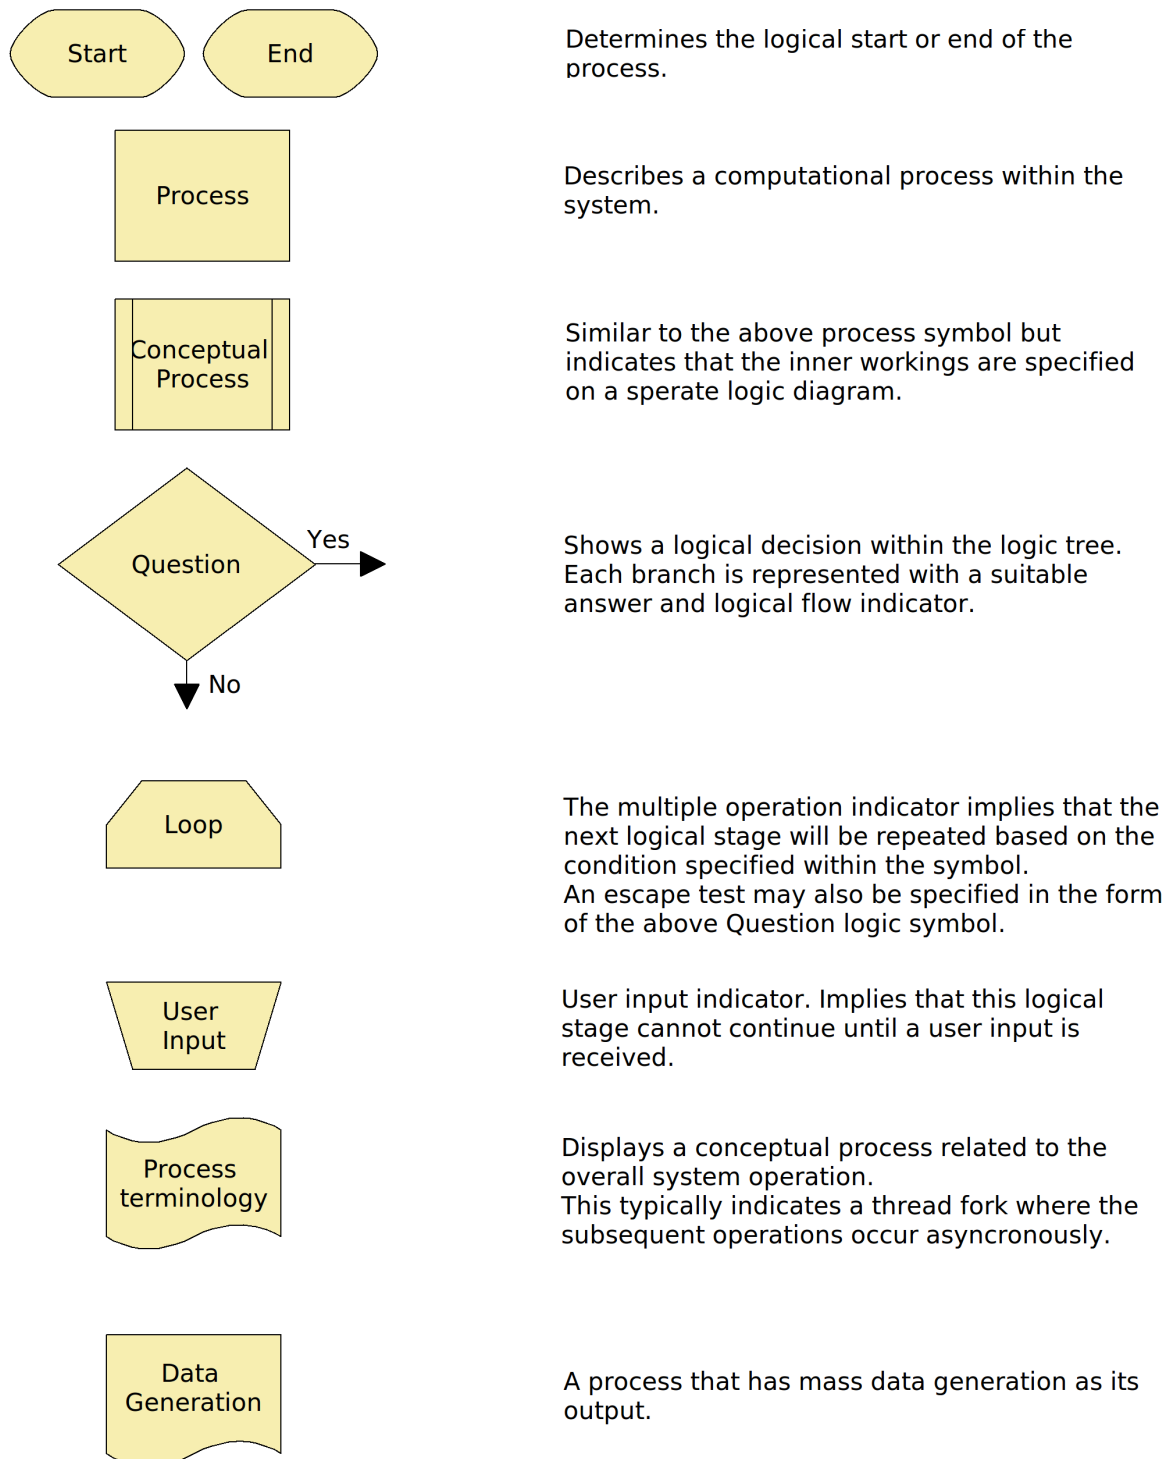 Start
End
Determines the logical start or end of the
process.
Process
Describes a computational process within the
system.
Conceptual
Process
Similar to the above process symbol but
indicates that the inner workings are specified
on a sperate logic diagram.
Question
Yes
No
Shows a logical decision within the logic tree.
Each branch is represented with a suitable
answer and logical flow indicator.
Loop
The multiple operation indicator implies that the
next logical stage will be repeated based on the
condition specified within the symbol.
An escape test may also be specified in the form
of the above Question logic symbol.
User
Input
User input indicator. Implies that this logical
stage cannot continue until a user input is
received.
Process
terminology
Displays a conceptual process related to the
overall system operation.
This typically indicates a thread fork where the
subsequent operations occur asyncronously.
Data
Generation
A process that has mass data generation as its
output.